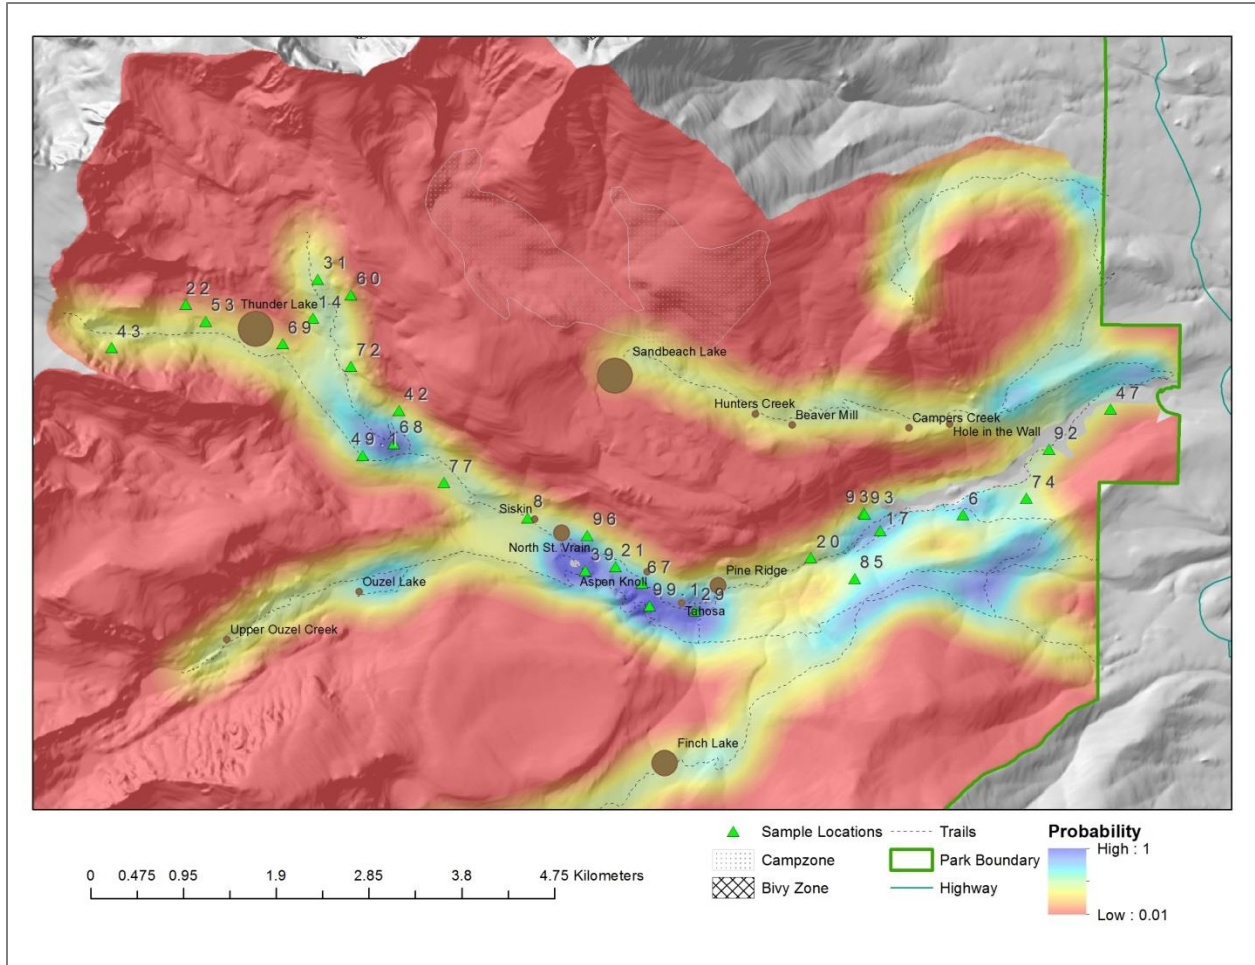 31
60
22
53
Thunder Lake
14
43
69
72
Sandbeach Lake
42
Hunters Creek
Beaver Mill
Campers Creek
Hole in the Wall
47
68
49.1
92
77
74
8
Siskin
96
9393
6
17
North St. Vrain
39
21
67
20
85
Aspen Knoll
Pine Ridge
99.1
29
Tahosa
Ouzel Lake
Upper Ouzel Creek
Finch Lake
Sample Locations
Trails
Probability
Campzone
Park Boundary
High : 1
Bivy Zone
Highway
Low : 0.01
0 0.475 0.95 1.9 2.85 3.8 4.75 Kilometers